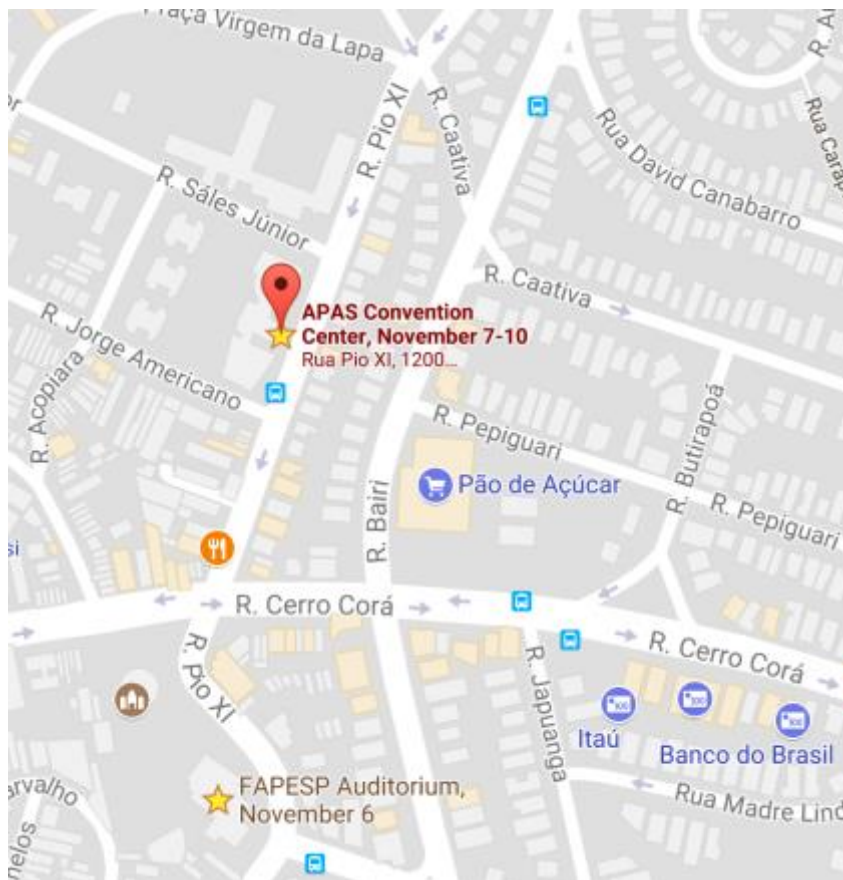 Praça Virgem da Lapa
R. Pio XI
R. Caativa
Rua David Canabarro
R. Sáles Júnior
R. Caativa
APAS Convention
Center, November 7-10
Rua Pio XI, 1200...
R. Jorge Americano
R. Acopiara
R. Pepiguari
R. Butirapoá
Pão de Açúcar
R. Pepiguari
R. Bairi
R. Cerro Corá
R. Cerro Corá
R. Pio XI
R. Japuanga
Itaú
Banco do Brasil
FAPESP Auditorium,
November 6
Rua Madre Lind